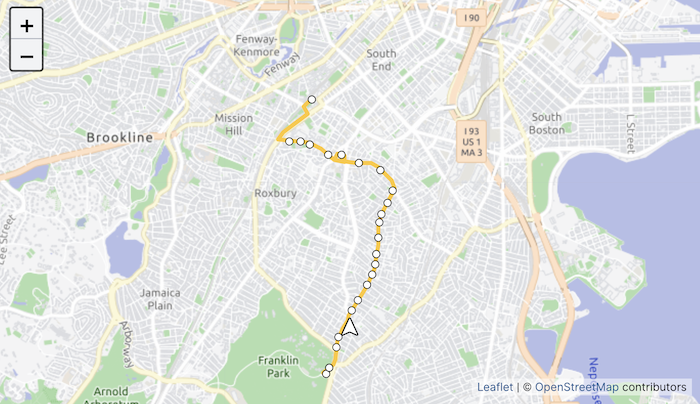 +
−
I 90
Fenway-
Kenmore
Fenway
South
End
Mission
Hill
Brookline
I 93
US 1
MA 3
South
Boston
L Street
Roxbury
Lee Street
Jamaica
Plain
Arborway
Franklin
Park
Arnold
Arboretum
Leaflet | © OpenStreetMap contributors